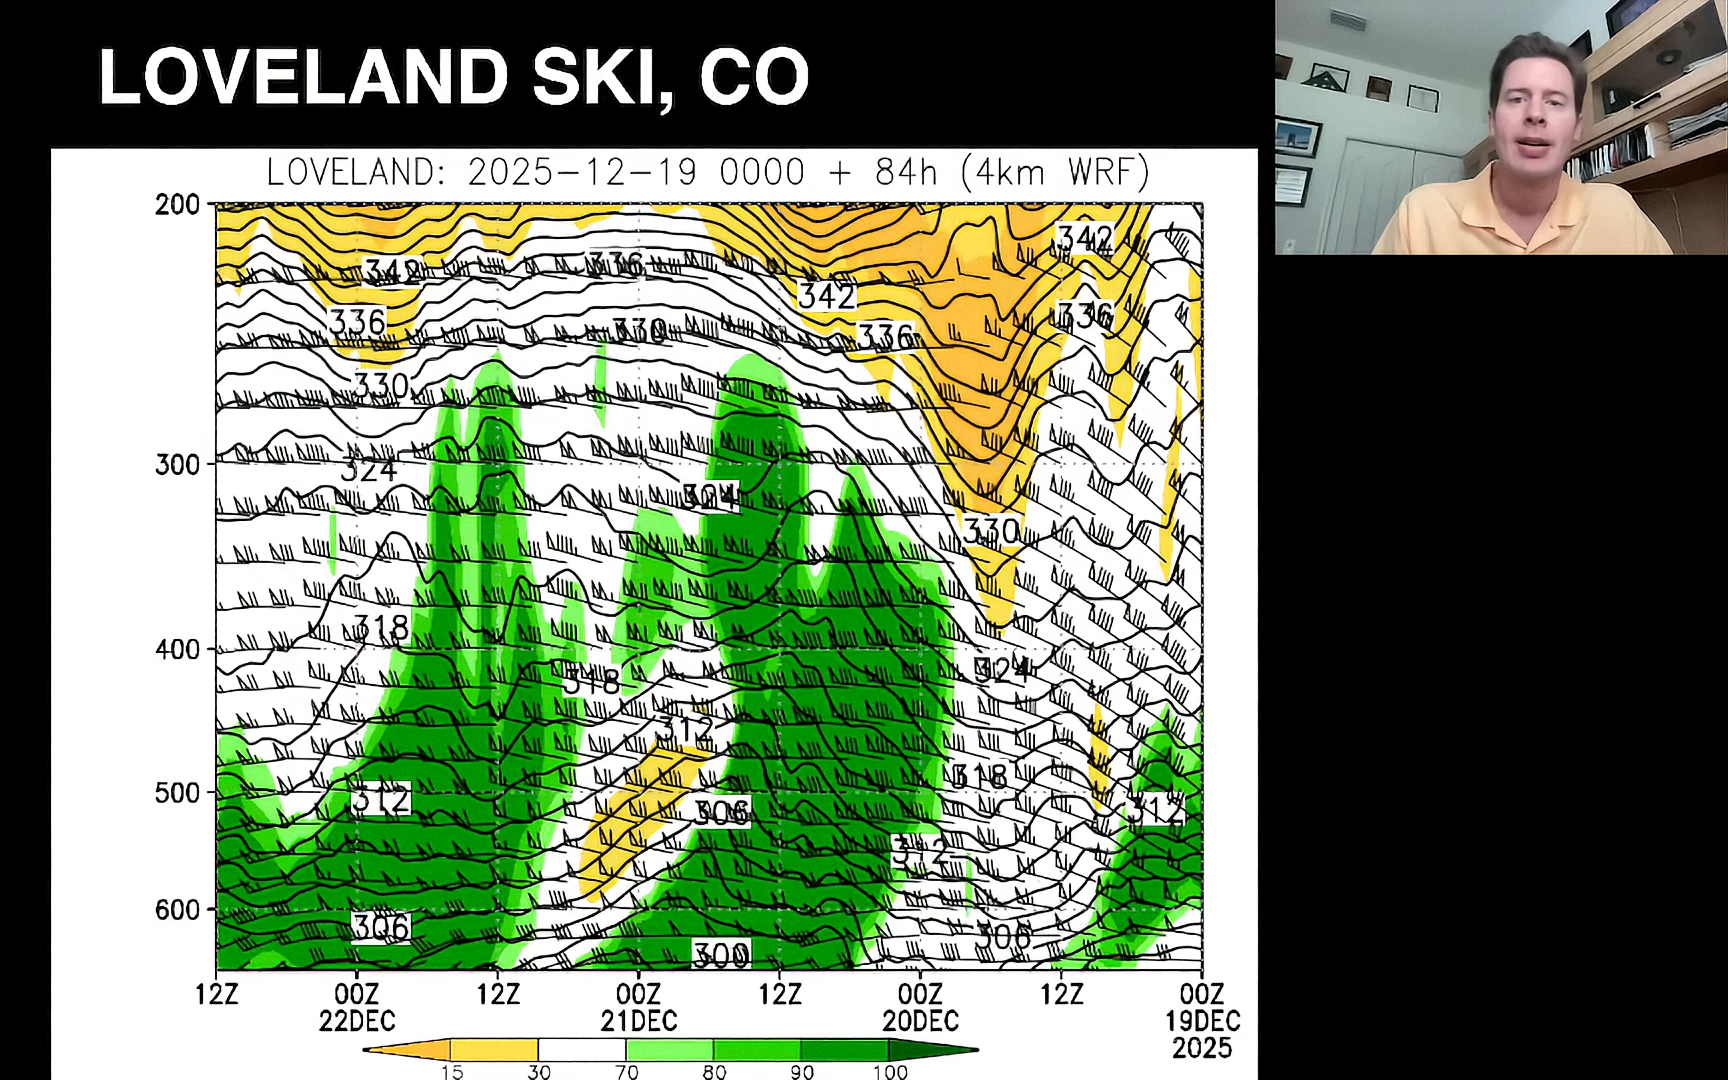 LOVELAND SKI, CO
LOVELAND: 2025-12-19 0000 + 84h (4km WRF)
200
342
342 336
342
336 330 336 336
330
300
324
324
330
318
400
318 324
312
318
500
312 306 312
312
600
306 306
300
12Z 00Z 12Z 00Z 12Z 00Z 12Z 00Z
22DEC 21DEC 20DEC 19DEC
2025
15 30 70 80 90 100